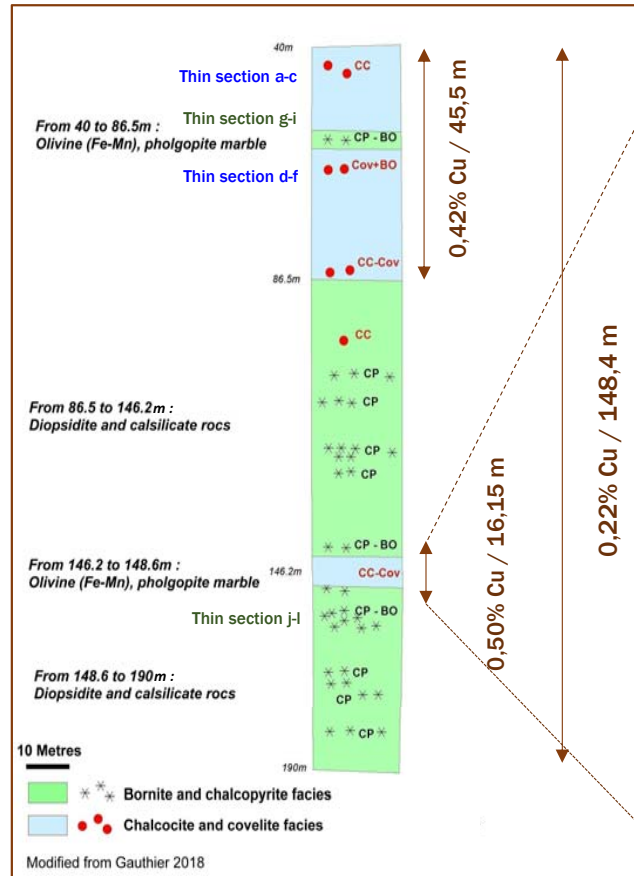 40m
Thin section a-c
CC
Thin section g-i
From 40 to 86.5m :
Olivine (Fe-Mn), pholgopite marble
CP - BO
Thin section d-f
Cov+BO
0,42% Cu / 45,5 m
CC-Cov
86.5m
CC
CP
From 86.5 to 146.2m :
Diopsidite and calsilicate rocs
CP
CP
CP
0,22% Cu / 148,4 m
CP - BO
From 146.2 to 148.6m :
Olivine (Fe-Mn), pholgopite marble
146.2m
CC-Cov
0,50% Cu / 16,15 m
Thin section j-l
CP - BO
From 148.6 to 190m :
Diopsidite and calsilicate rocs
CP
CP
CP
10 Metres
190m
Bornite and chalcopyrite facies
Chalcocite and covelite facies
Modified from Gauthier 2018